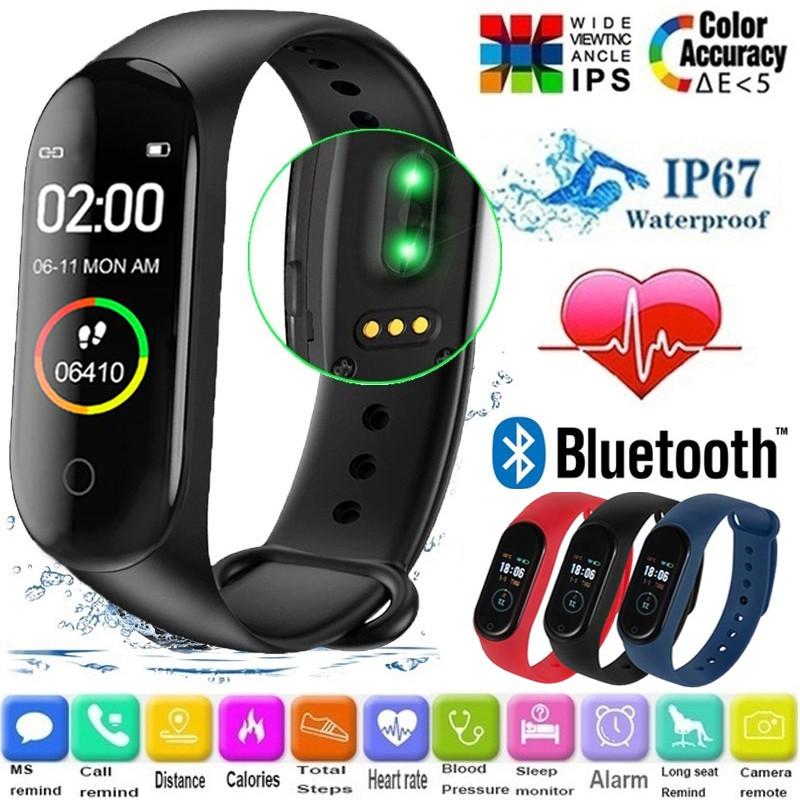 WIDE
VIEWTNC
ANGLE
IPS
Color
Accuracy
ΔE<5
IP67
Waterproof
02:00
06-11 MON AM
06410
Bluetooth™
18:06
18:06
18:06
MS
remind
Call
remind
Distance
Calories
Total
Steps
Heart rate
Blood
Pressure
Sleep
monitor
Alarm
Long seat
Remind
Camera
remote